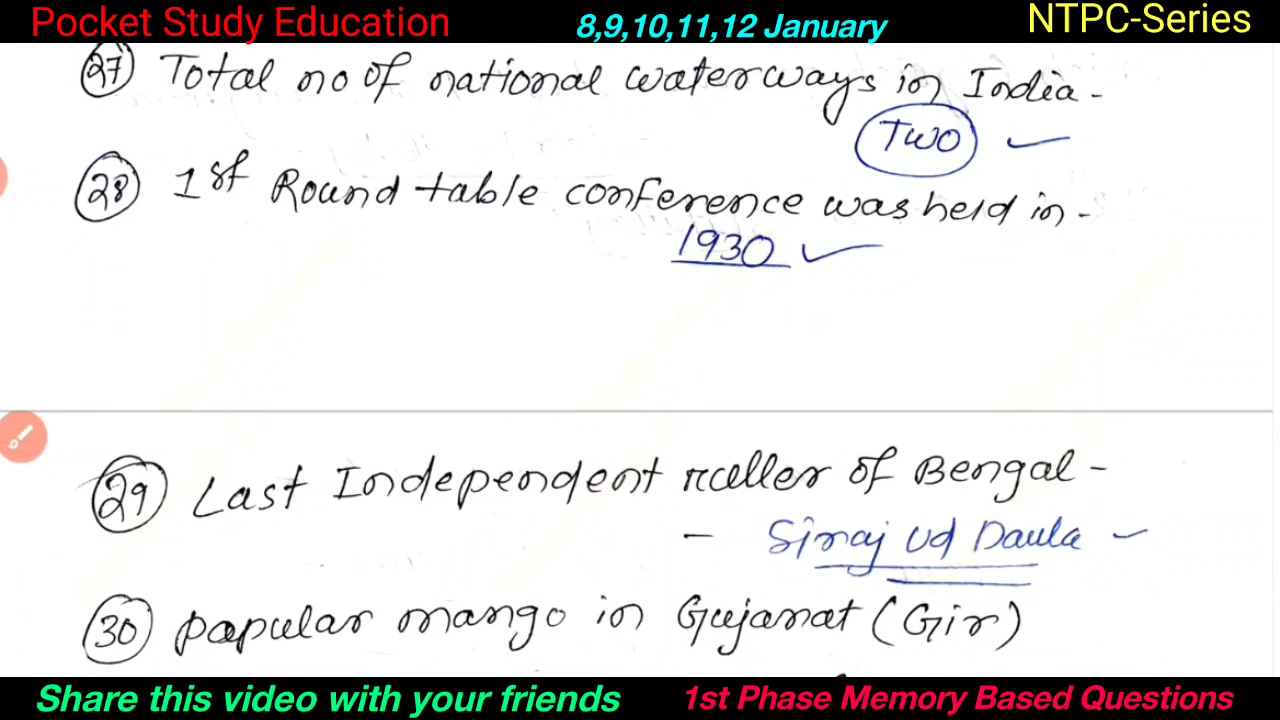 Pocket Study Education
8,9,10,11,12 January
NTPC-Series
27 Total no of national waterways in India -
Two
28 1st Round table conference was held in -
1930
29 Last Independent ruller of Bengal -
- Siraj Ud Daula -
30 papular mango in Gujarat (Gir)
Share this video with your friends
1st Phase Memory Based Questions